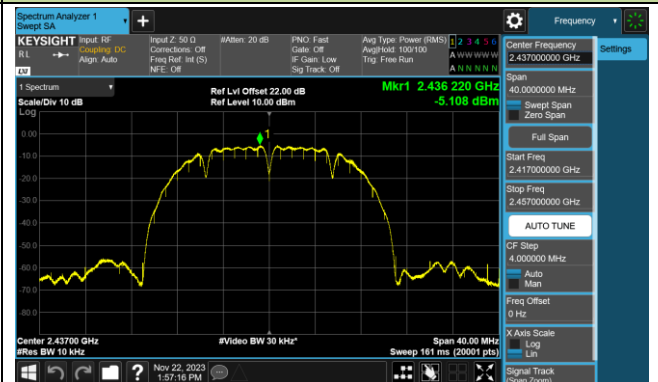 Spectrum Analyzer 1
Swept SA
Frequency
KEYSIGHT
RL
LXI
Input: RF
Coupling: DC
Align: Auto
Input Z: 50 Ω
Corrections: Off
Freq Ref: Int (S)
NFE: Off
#Atten: 20 dB
PNO: Fast
Gate: Off
IF Gain: Low
Sig Track: Off
Avg Type: Power (RMS)
Avg|Hold: 100/100
Trig: Free Run
1 2 3 4 5 6
A W W W W W
A N N N N N
1 Spectrum
Scale/Div 10 dB
Log
Ref Lvl Offset 22.00 dB
Ref Level 10.00 dBm
Mkr1 2.436 220 GHz
-5.108 dBm
1
0.00
-10.0
-20.0
-30.0
-40.0
-50.0
-60.0
-70.0
-80.0
Center 2.43700 GHz
#Res BW 10 kHz
#Video BW 30 kHz*
Span 40.00 MHz
Sweep 161 ms (20001 pts)
Nov 22, 2023
1:57:16 PM
Center Frequency
2.437000000 GHz
Settings
Span
40.0000000 MHz
Swept Span
Zero Span
Full Span
Start Freq
2.417000000 GHz
Stop Freq
2.457000000 GHz
AUTO TUNE
CF Step
4.000000 MHz
Auto
Man
Freq Offset
0 Hz
X Axis Scale
Log
Lin
Signal Track
(Span Zoom)